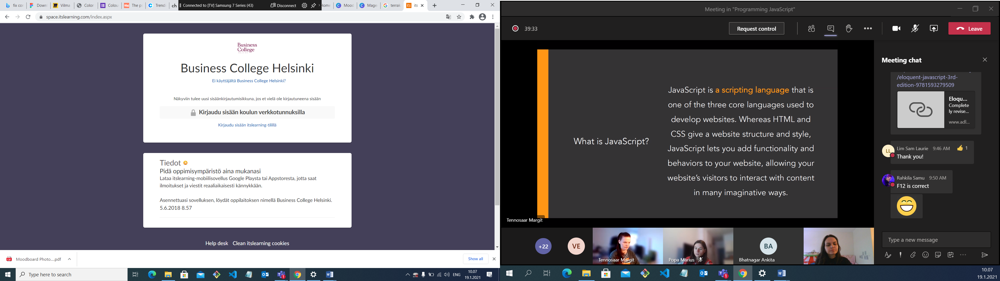 fix cor
Down
Vilma
Color
Colou
99d
The p
Trendi
ch
Connected to [TV] Samsung 7 Series (43)
Disconnect
Home
Mood
Mage
terrak
its
its
space.itslearning.com/index.aspx
Business
College
HELSINKI
Business College Helsinki
Ei käyttäjältä Business College Helsinki?
Näkyviin tulee uusi sisäänkirjautumisikkuna, jos et vielä ole kirjautuneena sisään
Kirjaudu sisään koulun verkkotunnuksilla
Kirjaudu sisään itslearning-tilillä
Tiedot
Pidä oppimisympäristö aina mukanasi
Lataa itslearning-mobiilisovellus Google Playsta tai Appstoresta, jotta saat
ilmoitukset ja viestit reaaliaikaisesti kännykkään.
Asennettuasi sovelluksen, löydät oppilaitoksen nimellä Business College Helsinki.
5.6.2018 8.57
Help desk Clean itslearning cookies
PDF
Moodboard Photo....pdf
Show all
Type here to search
ENG
10.07
19.1.2021
Meeting in "Programming JavaScript"
39:33
Request control
Leave
What is JavaScript?
JavaScript is a scripting language that is
one of the three core languages used to
develop websites. Whereas HTML and
CSS give a website structure and style,
JavaScript lets you add functionality and
behaviors to your website, allowing your
website's visitors to interact with content
in many imaginative ways.
Tennosaar Margit
+22
VE
Tennosaar Margit
Popa Marius
BA
Bhatnagar Ankita
Meeting chat
/eloquent-javascript-3rd-
edition-9781593279509
Eloqu...
Complete
ly revise...
www.adl...
LL
Lim Sam Laurie 9:46 AM 1
Thank you!
Rahkila Samu 9:50 AM
F12 is correct
Type a new message
10.07
19.1.2021